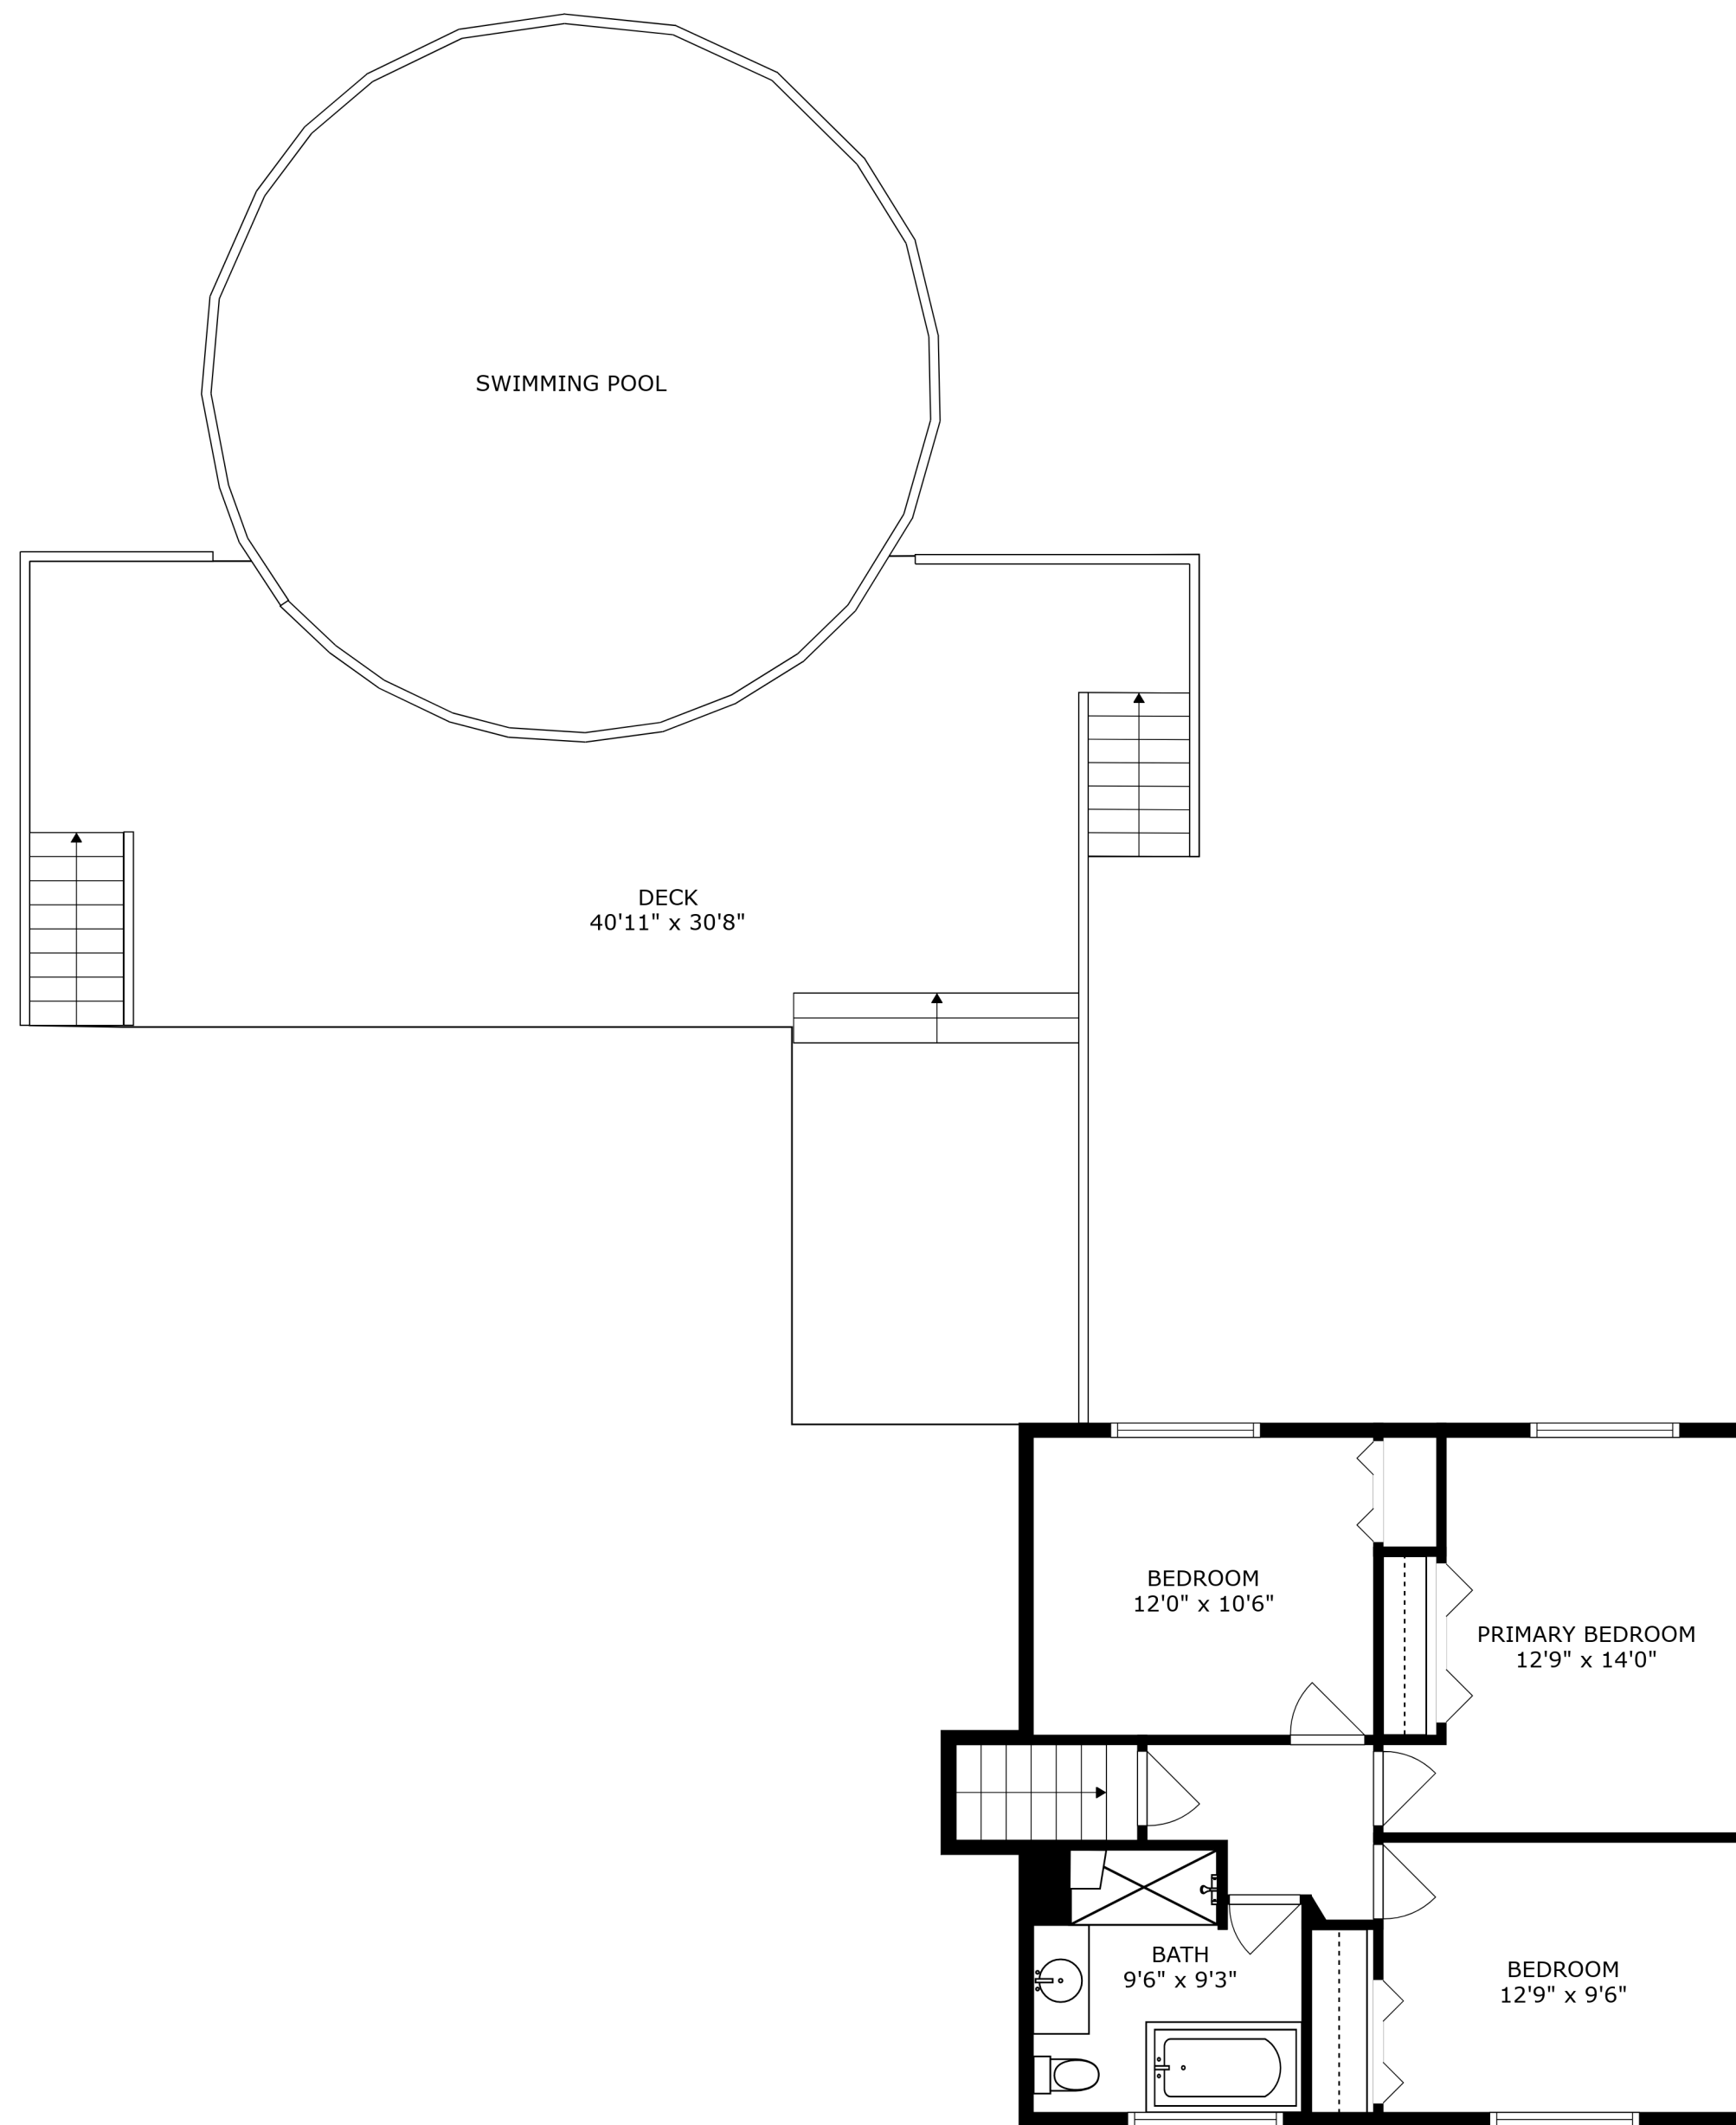 SWIMMING POOL
DECK
40'11" x 30'8"
BEDROOM
12'0" x 10'6"
PRIMARY BEDROOM
12'9" x 14'0"
BATH
9'6" x 9'3"
BEDROOM
12'9" x 9'6"